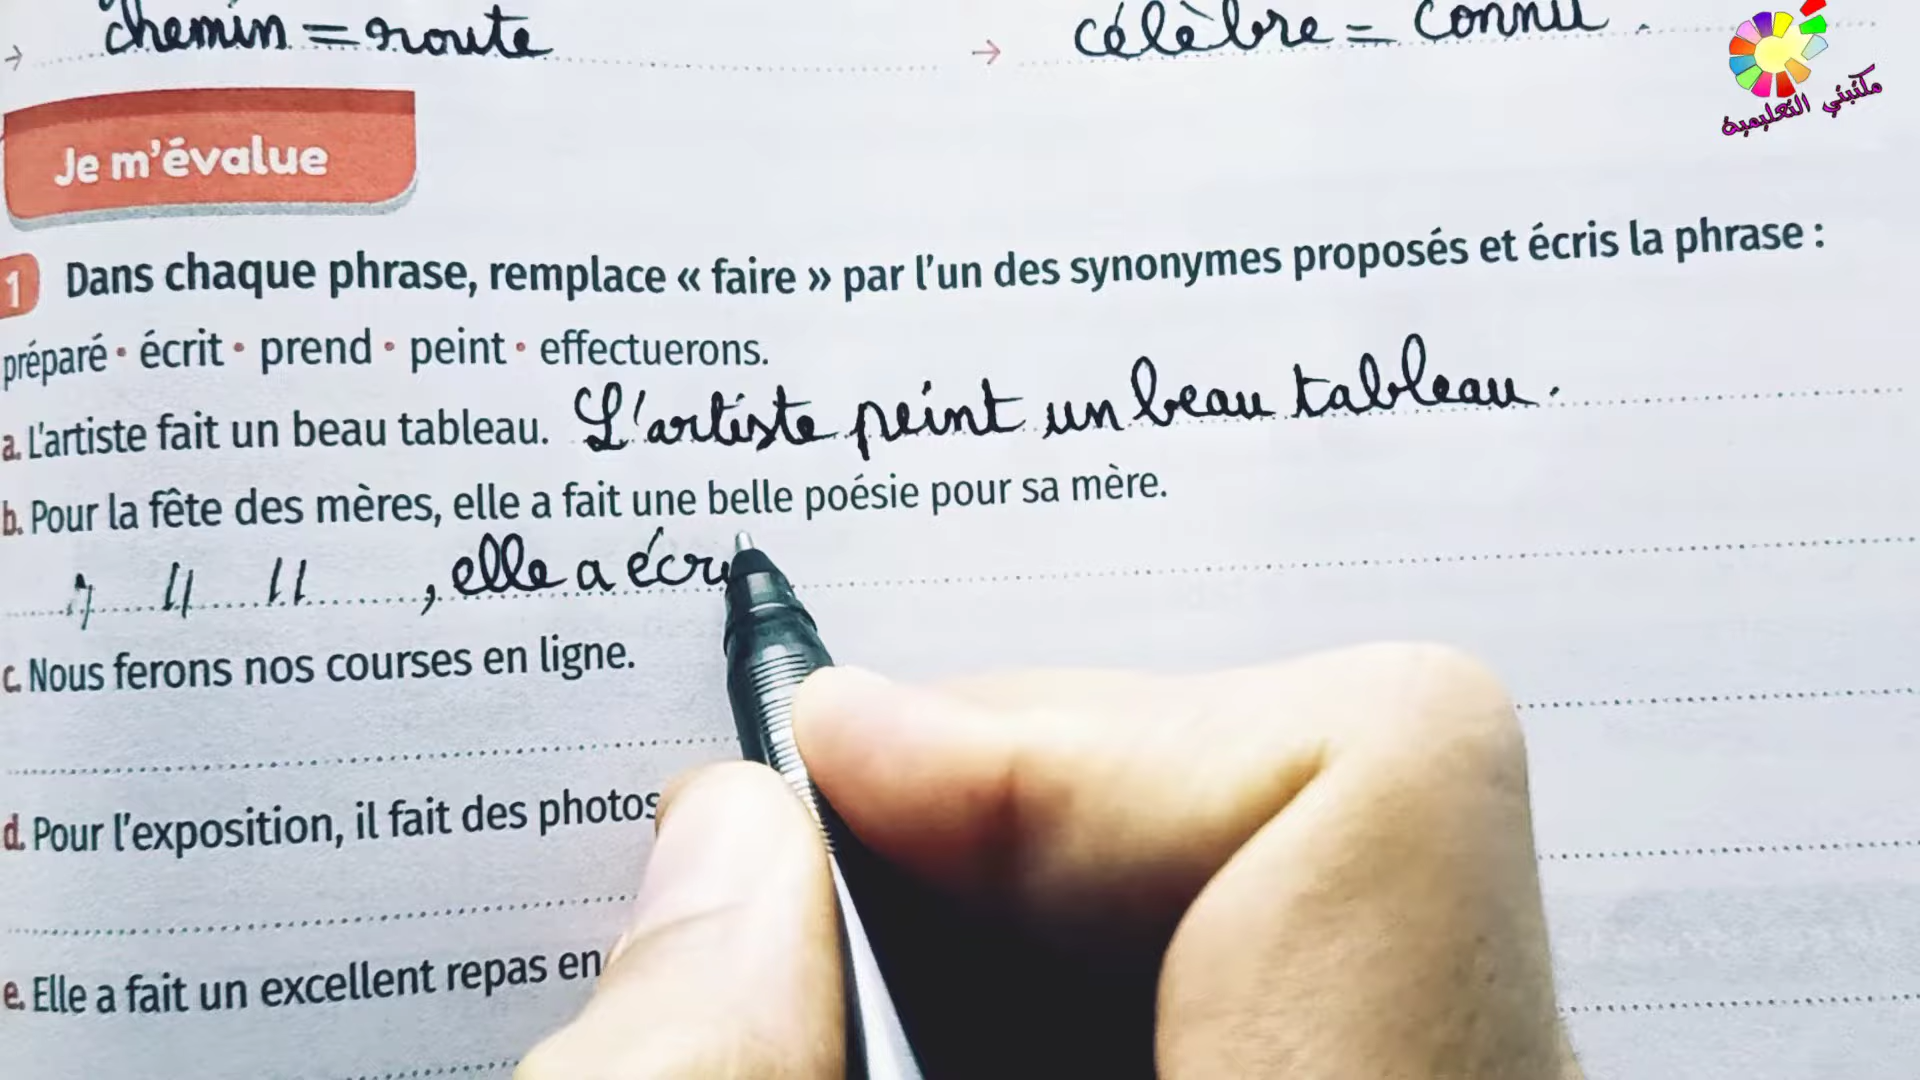 → chemin = route → célèbre = connu.
مكتبتي التعليمية
Je m'évalue
1 Dans chaque phrase, remplace « faire » par l'un des synonymes proposés et écris la phrase :
préparé • écrit • prend • peint • effectuerons.
a. L'artiste fait un beau tableau. L'artiste peint un beau tableau.
b. Pour la fête des mères, elle a fait une belle poésie pour sa mère.
" " " , elle a écri
c. Nous ferons nos courses en ligne.
d. Pour l'exposition, il fait des photos
e. Elle a fait un excellent repas en